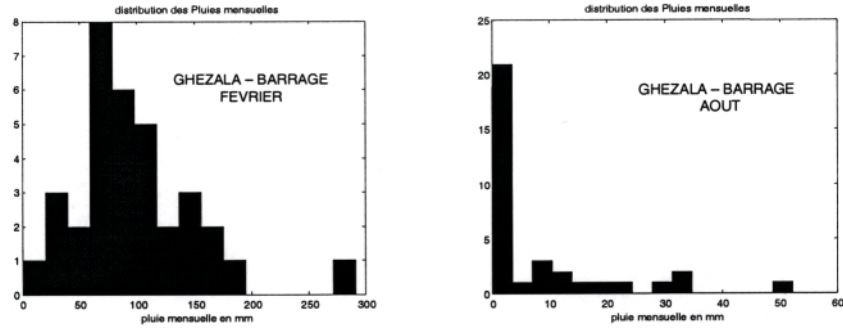 distribution des Pluies mensuelles
8
7
6
5
4
3
2
1
0
GHEZALA – BARRAGE
FEVRIER
0 50 100 150 200 250 300
pluie mensuelle en mm
distribution des Pluies mensuelles
25
20
15
10
5
0
GHEZALA – BARRAGE
AOUT
0 10 20 30 40 50 60
pluie mensuelle en mm